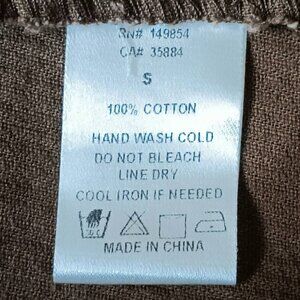 RN# 149854
CA# 35884
S
100% COTTON
HAND WASH COLD
DO NOT BLEACH
LINE DRY
COOL IRON IF NEEDED
MADE IN CHINA